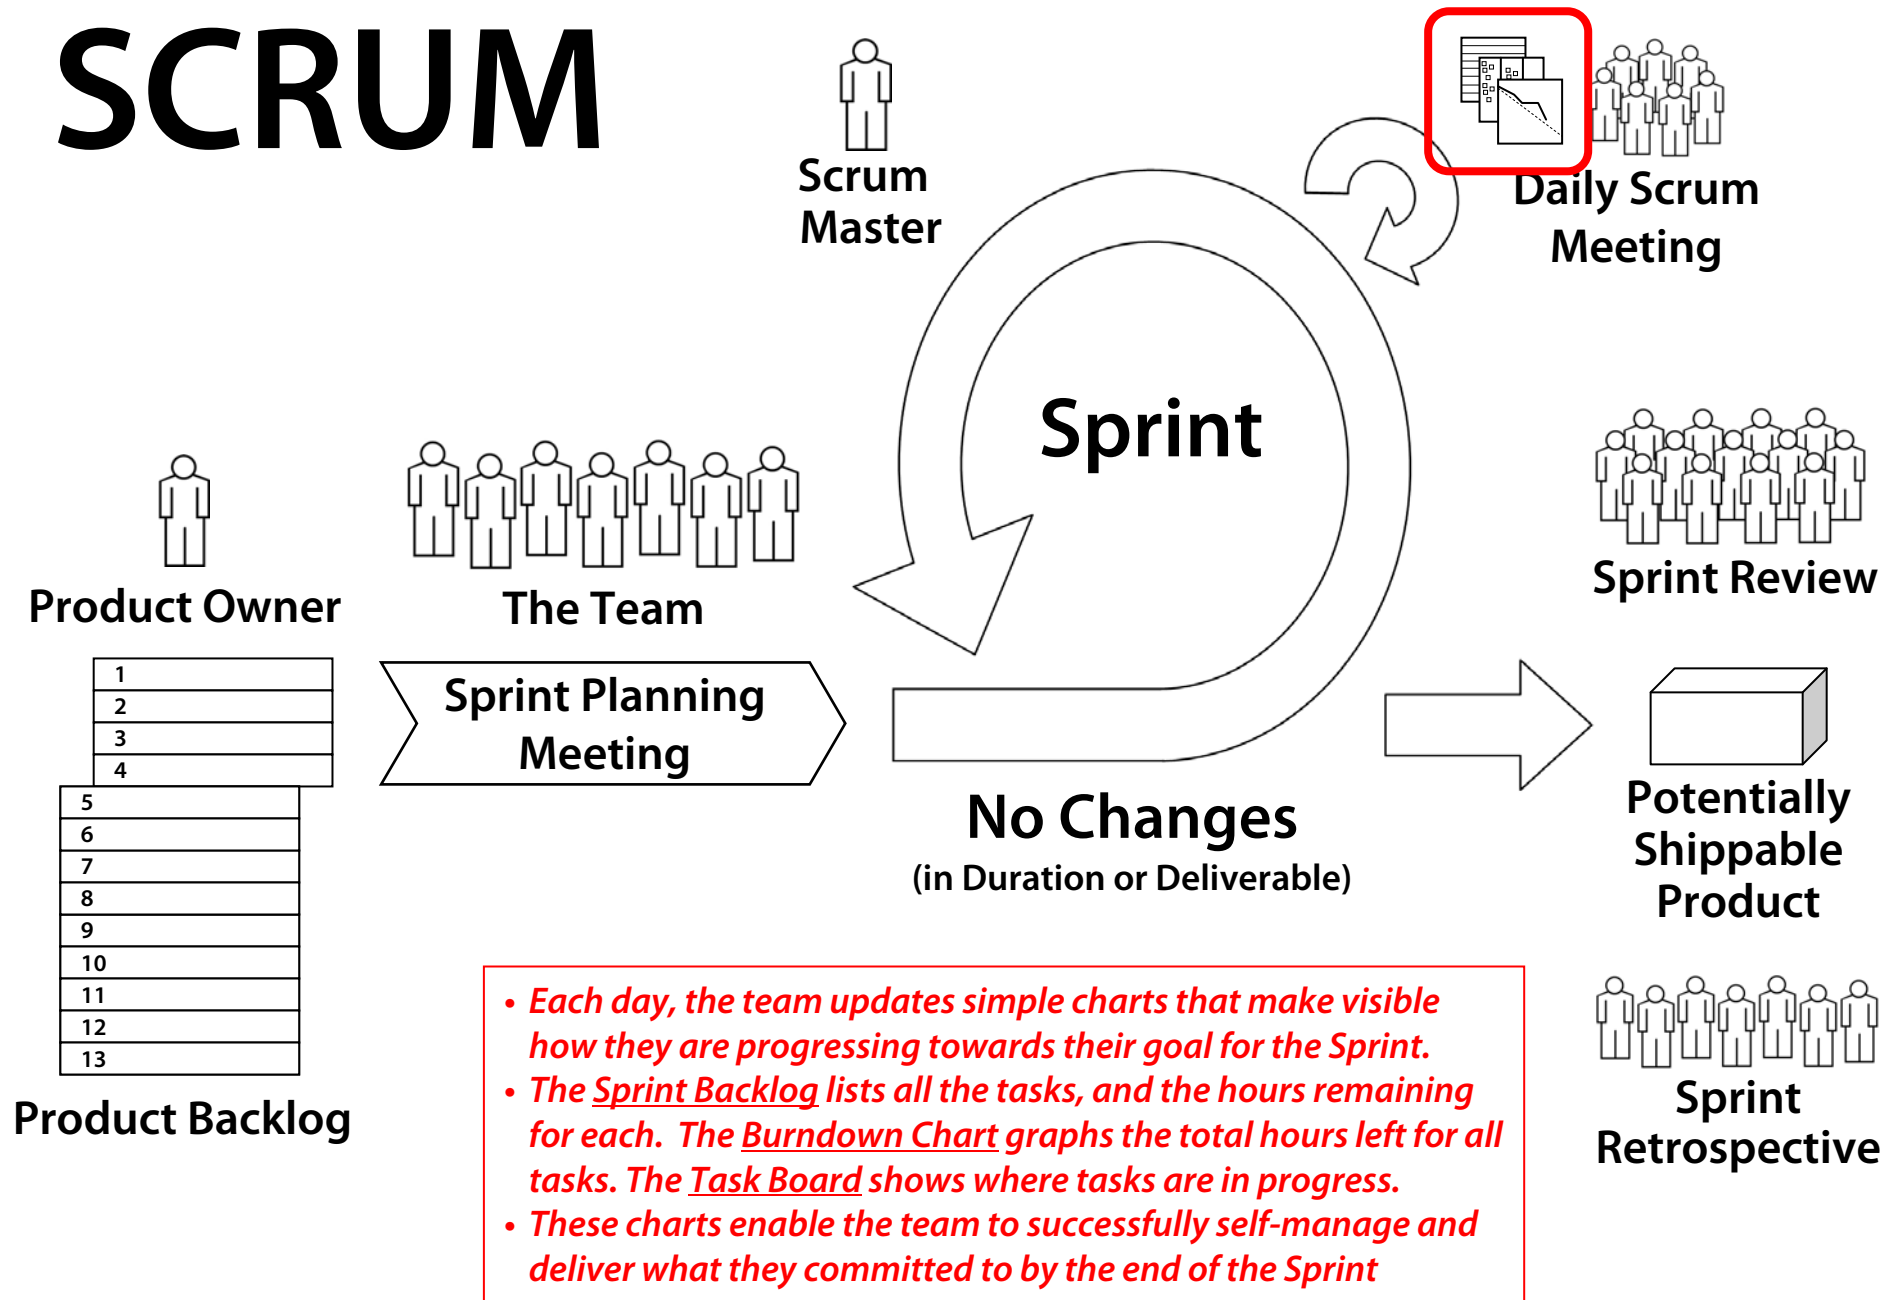 SCRUM
Scrum
Master
Daily Scrum
Meeting
Sprint
Product Owner
The Team
Sprint Review
1
2
3
4
5
6
7
8
9
10
11
12
13
Product Backlog
Sprint Planning
Meeting
No Changes
(in Duration or Deliverable)
Potentially
Shippable
Product
Sprint
Retrospective
• Each day, the team updates simple charts that make visible
how they are progressing towards their goal for the Sprint.
• The Sprint Backlog lists all the tasks, and the hours remaining
for each.  The Burndown Chart graphs the total hours left for all
tasks. The Task Board shows where tasks are in progress.
• These charts enable the team to successfully self-manage and
deliver what they committed to by the end of the Sprint